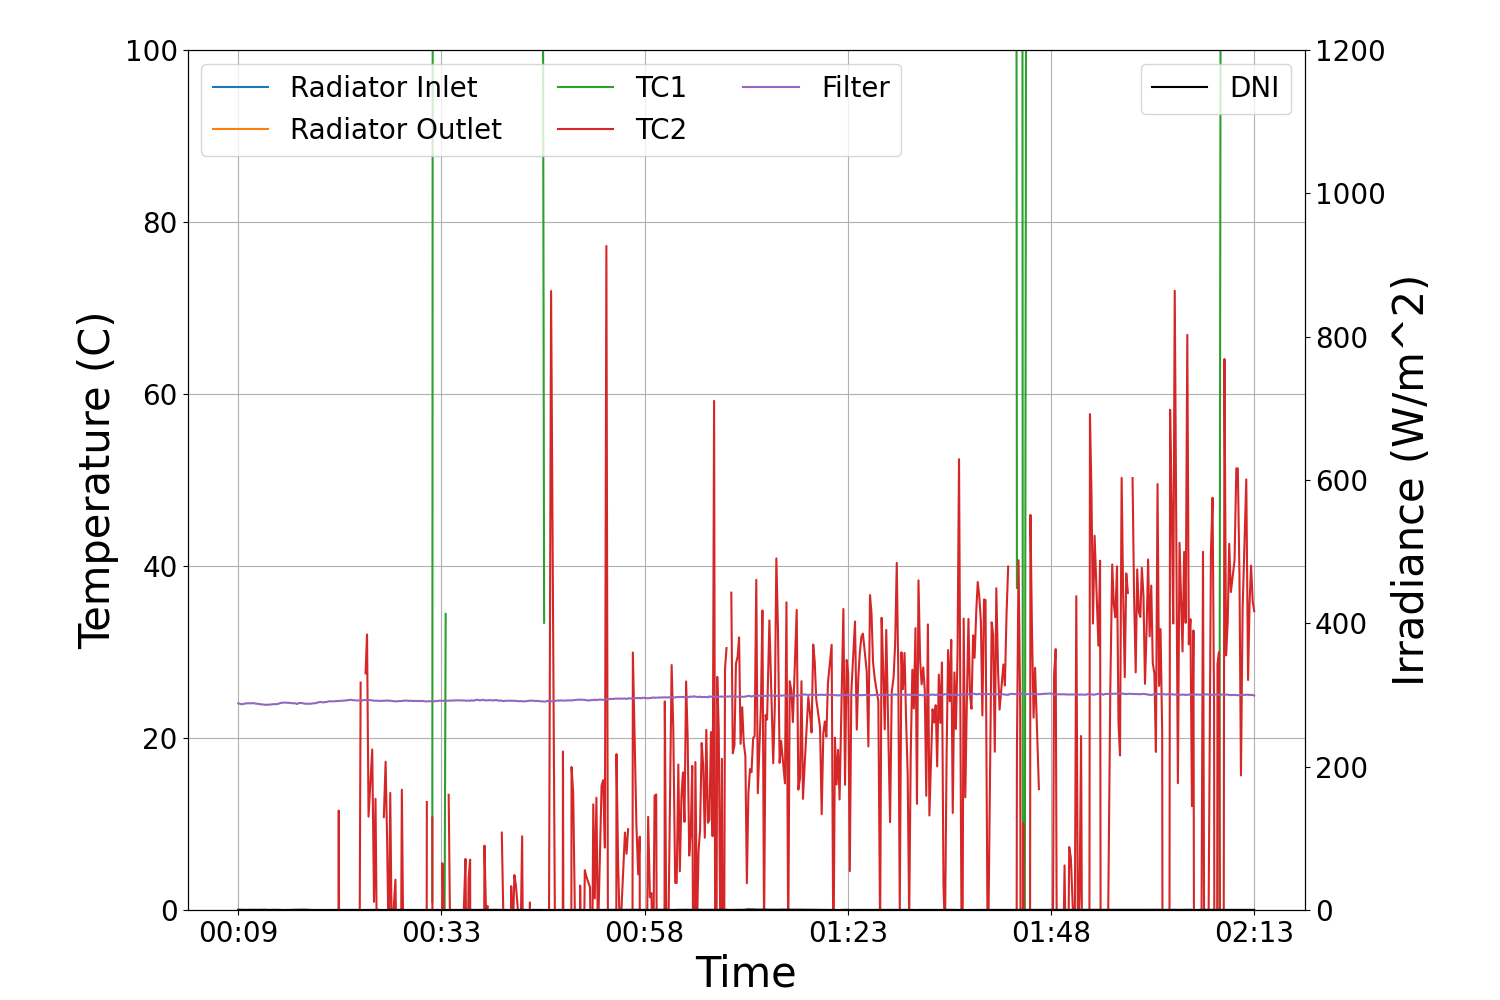 100
80
60
40
20
0
Temperature (C)
Radiator Inlet
Radiator Outlet
TC1
TC2
Filter
DNI
1200
1000
800
600
400
200
0
Irradiance (W/m^2)
00:09 00:33 00:58 01:23 01:48 02:13
Time